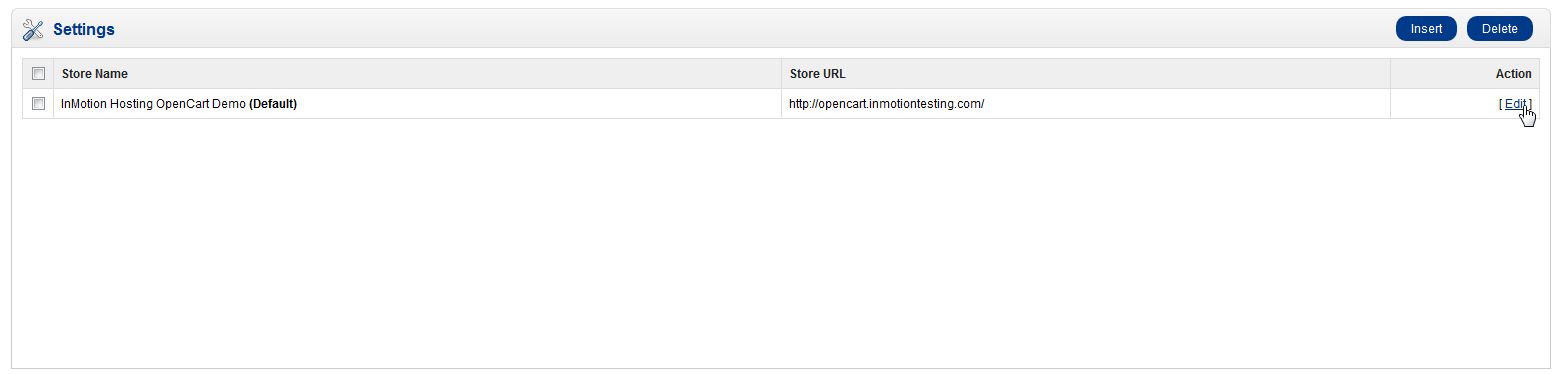 Settings Insert Delete
Store Name Store URL Action
InMotion Hosting OpenCart Demo (Default) http://opencart.inmotiontesting.com/ [ Edit ]